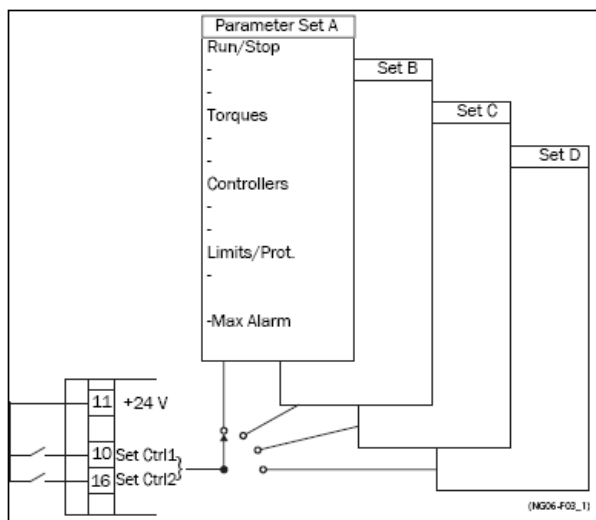 Parameter Set A
Run/Stop
-
-
Torques
-
-
Controllers
-
-
Limits/Prot.
-
-Max Alarm
Set B
Set C
Set D
11 +24 V
10 Set Ctrl1
16 Set Ctrl2
(NG06-F03_1)